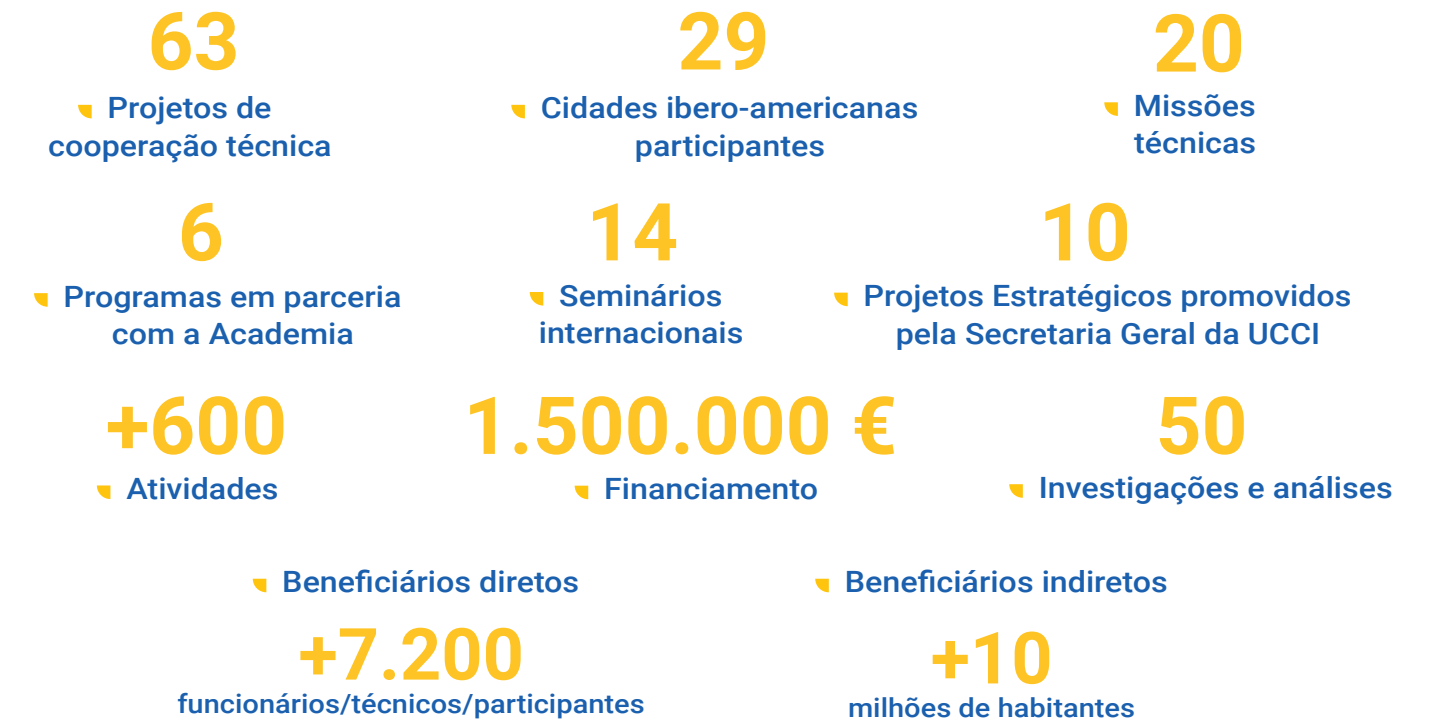 63
Projetos de
cooperação técnica
29
Cidades ibero-americanas
participantes
20
Missões
técnicas
6
Programas em parceria
com a Academia
14
Seminários
internacionais
10
Projetos Estratégicos promovidos
pela Secretaria Geral da UCCI
+600
Atividades
1.500.000 €
Financiamento
50
Investigações e análises
Beneficiários diretos
+7.200
funcionários/técnicos/participantes
Beneficiários indiretos
+10
milhões de habitantes